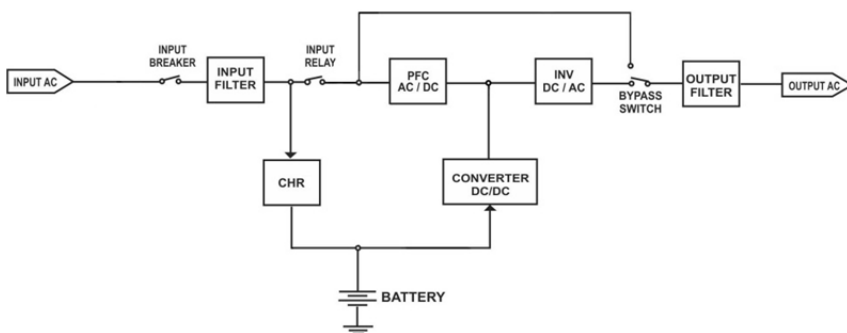 INPUT AC
INPUT
BREAKER
INPUT
FILTER
INPUT
RELAY
PFC
AC / DC
INV
DC / AC
BYPASS
SWITCH
OUTPUT
FILTER
OUTPUT AC
CHR
CONVERTER
DC/DC
BATTERY